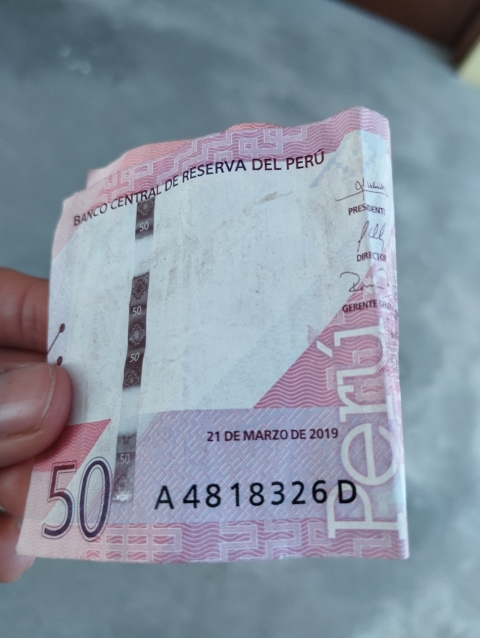 BANCO CENTRAL DE RESERVA DEL PERÚ
50
PRESIDENTE
DIRECTOR
50
GERENTE
50
Perú
21 DE MARZO DE 2019
50
50
A 4818326 D